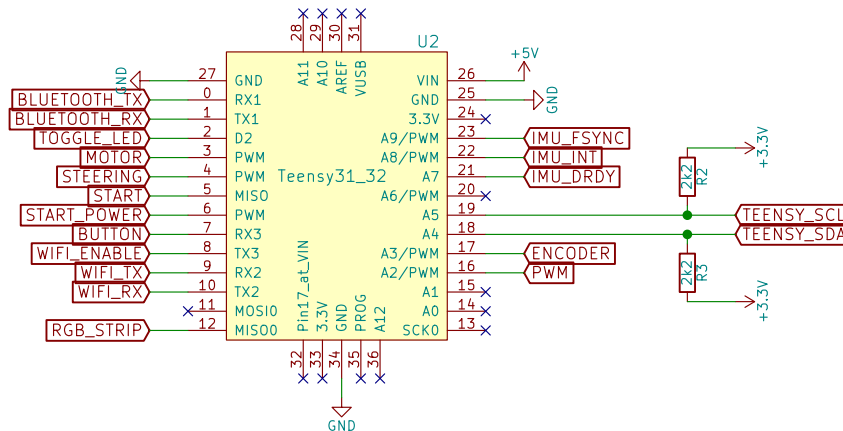 U2
28 29 30 31
A11 A10 AREF VUSB
+5V
GND 27 GND VIN 26
BLUETOOTH_TX 0 RX1 GND 25 GND
BLUETOOTH_RX 1 TX1 3.3V 24
TOGGLE_LED 2 D2 A9/PWM 23 IMU_FSYNC
MOTOR 3 PWM A8/PWM 22 IMU_INT
STEERING 4 PWM Teensy31_32 A7 21 IMU_DRDY
START 5 MISO A6/PWM 20
START_POWER 6 PWM A5 19 TEENSY_SCL
BUTTON 7 RX3 A4 18 TEENSY_SDA
WIFI_ENABLE 8 TX3 A3/PWM 17 ENCODER
WIFI_TX 9 RX2 A2/PWM 16 PWM
WIFI_RX 10 TX2 A1 15
11 MOSI0 A0 14
RGB_STRIP 12 MISO0 SCK0 13
Pin17_at_VIN 3.3V GND PROG A12
32 33 34 35 36
GND
+3.3V
2k2 R2
2k2 R3
+3.3V